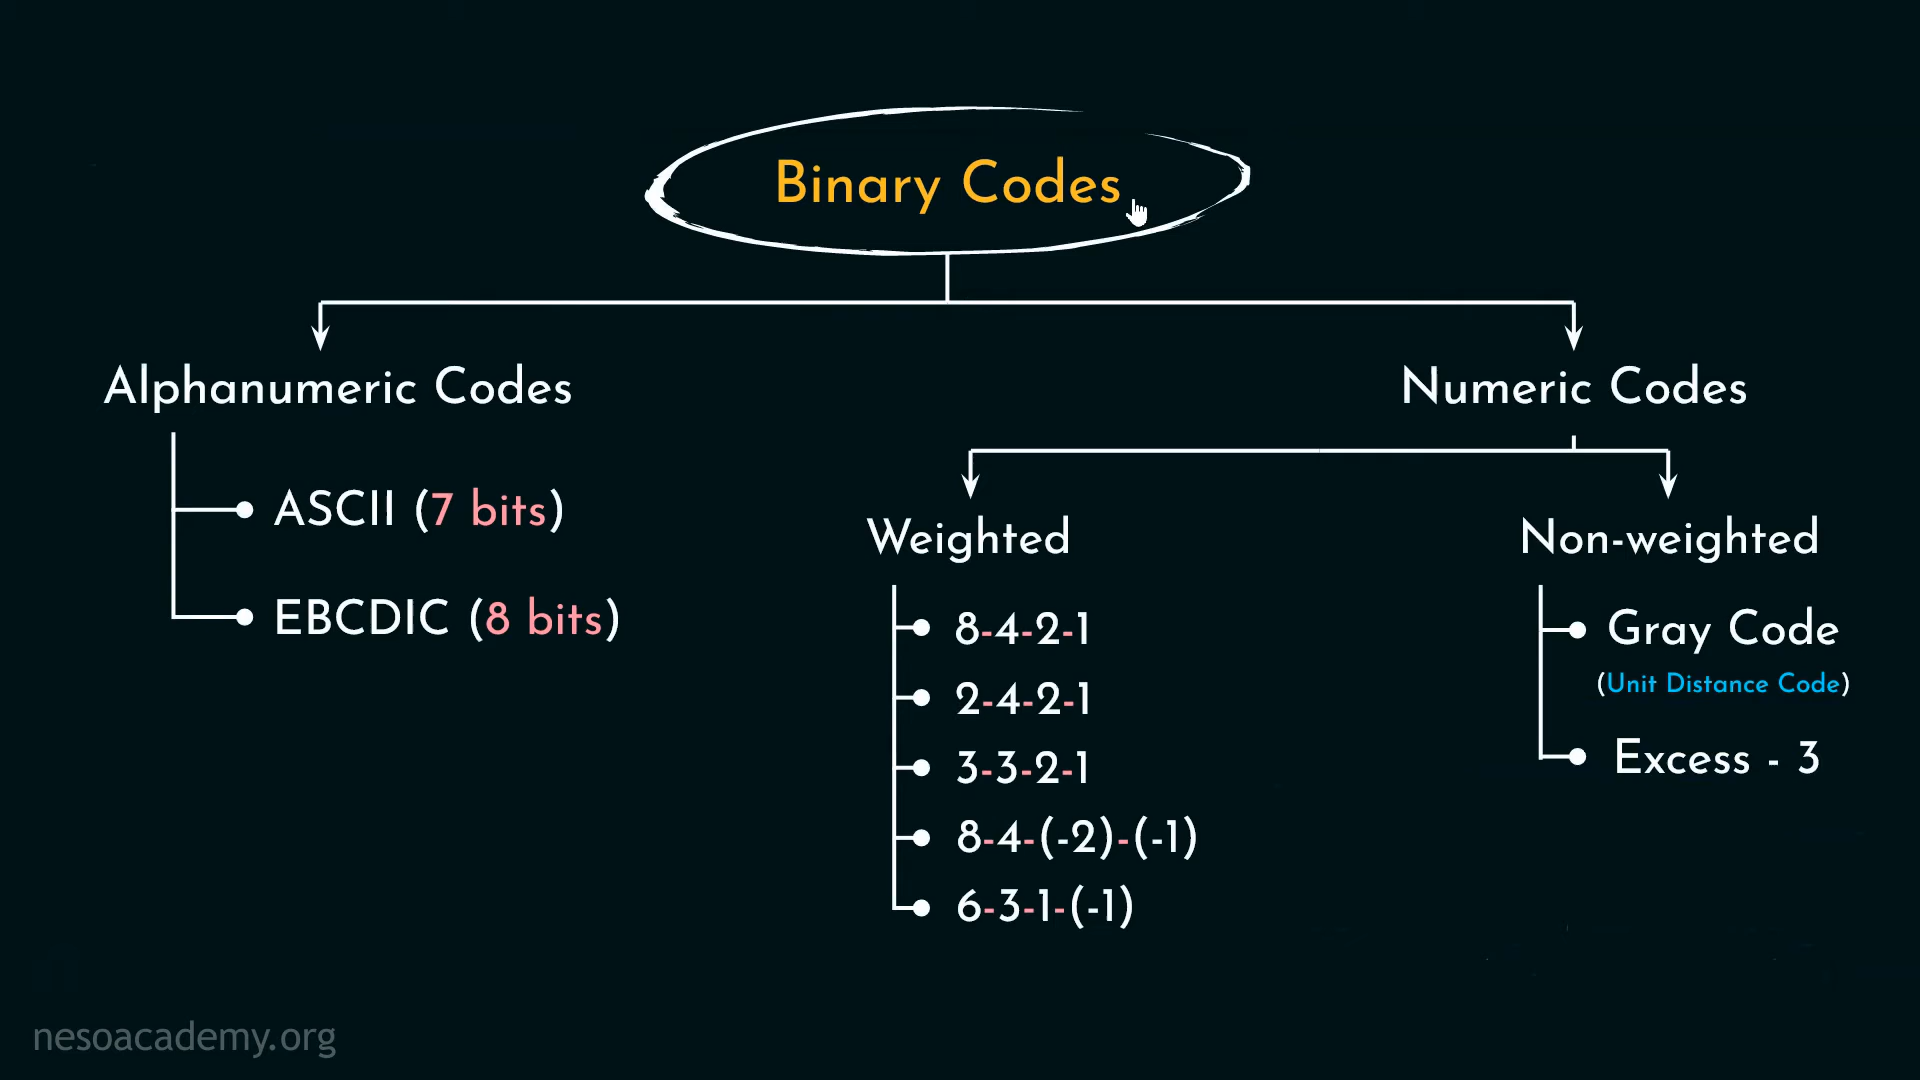 Binary Codes
Alphanumeric Codes
ASCII (7 bits)
EBCDIC (8 bits)
Numeric Codes
Weighted
8-4-2-1
2-4-2-1
3-3-2-1
8-4-(-2)-(-1)
6-3-1-(-1)
Non-weighted
Gray Code
(Unit Distance Code)
Excess - 3
nesoacademy.org